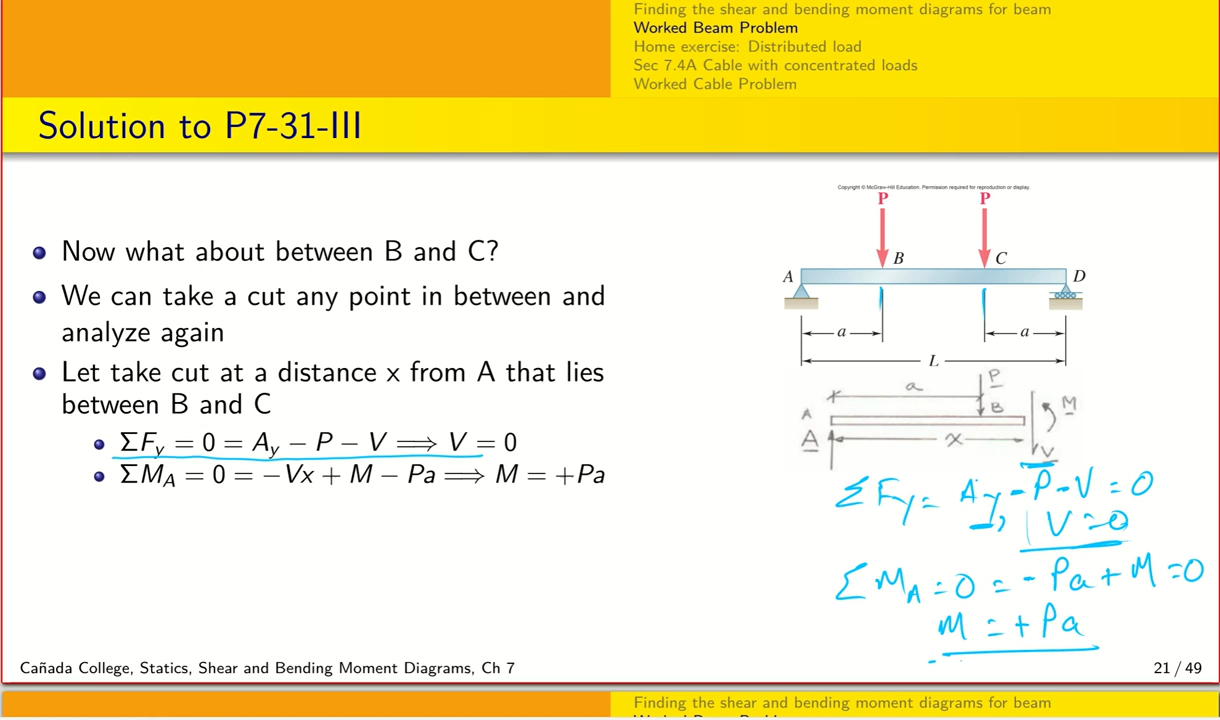 Finding the shear and bending moment diagrams for beam
Worked Beam Problem
Home exercise: Distributed load
Sec 7.4A Cable with concentrated loads
Worked Cable Problem
Solution to P7-31-III
Now what about between B and C?
We can take a cut any point in between and
analyze again
Let take cut at a distance x from A that lies
between B and C
ΣF_y = 0 = A_y − P − V ⟹ V = 0
ΣM_A = 0 = −Vx + M − Pa ⟹ M = +Pa
Copyright © McGraw-Hill Education. Permission required for reproduction or display.
P P
A B C D
a a
L
a P
A B M
A x V
ΣFy = Ay - P - V = 0
V = 0
ΣM_A = 0 = - Pa + M = 0
M = + Pa
Cañada College, Statics, Shear and Bending Moment Diagrams, Ch 7
21 / 49
Finding the shear and bending moment diagrams for beam